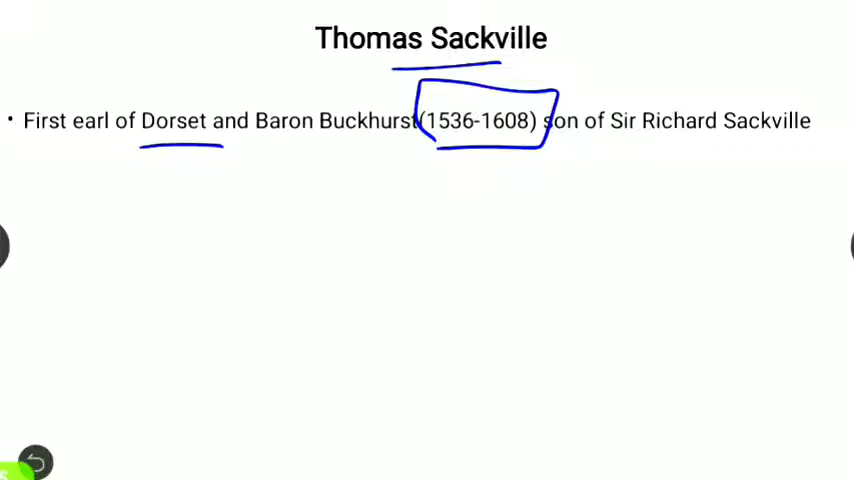 Thomas Sackville
• First earl of Dorset and Baron Buckhurst(1536-1608) son of Sir Richard Sackville